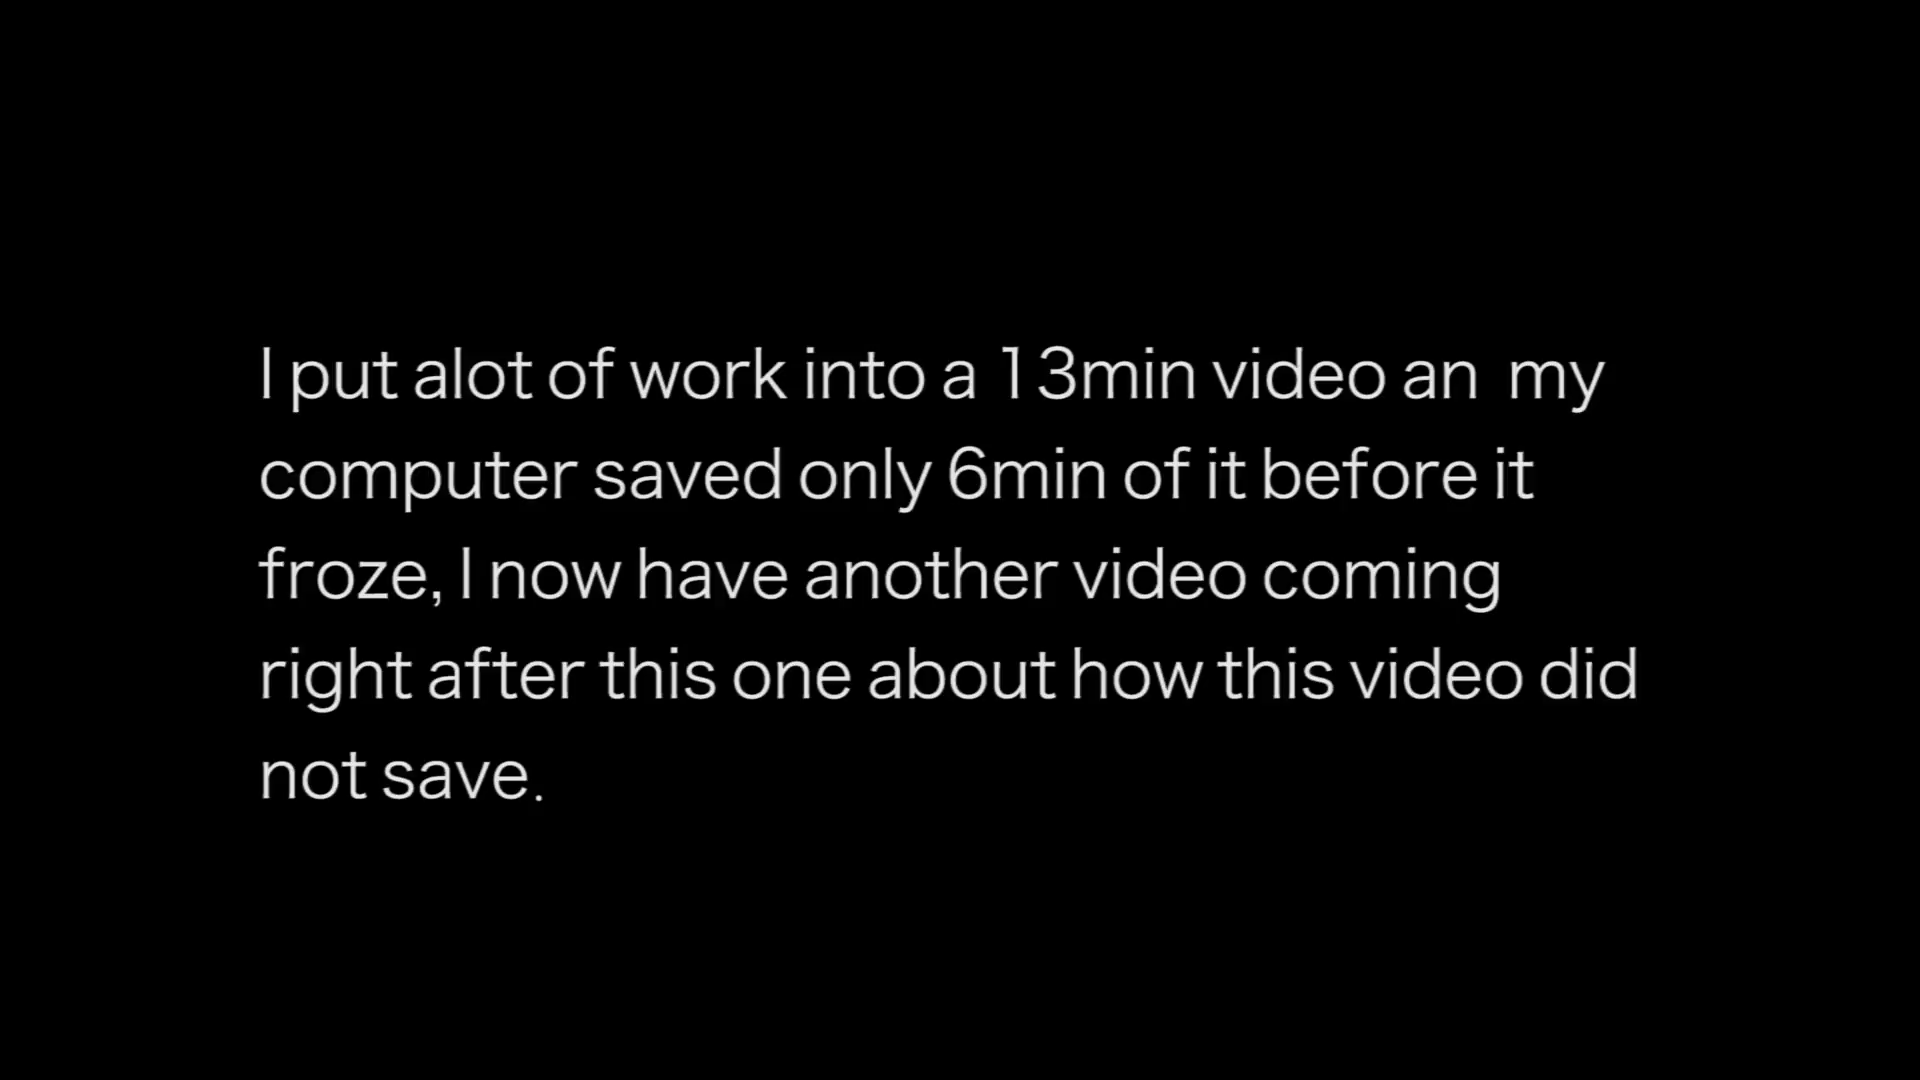 I put alot of work into a 13min video an  my
computer saved only 6min of it before it
froze, I now have another video coming
right after this one about how this video did
not save.